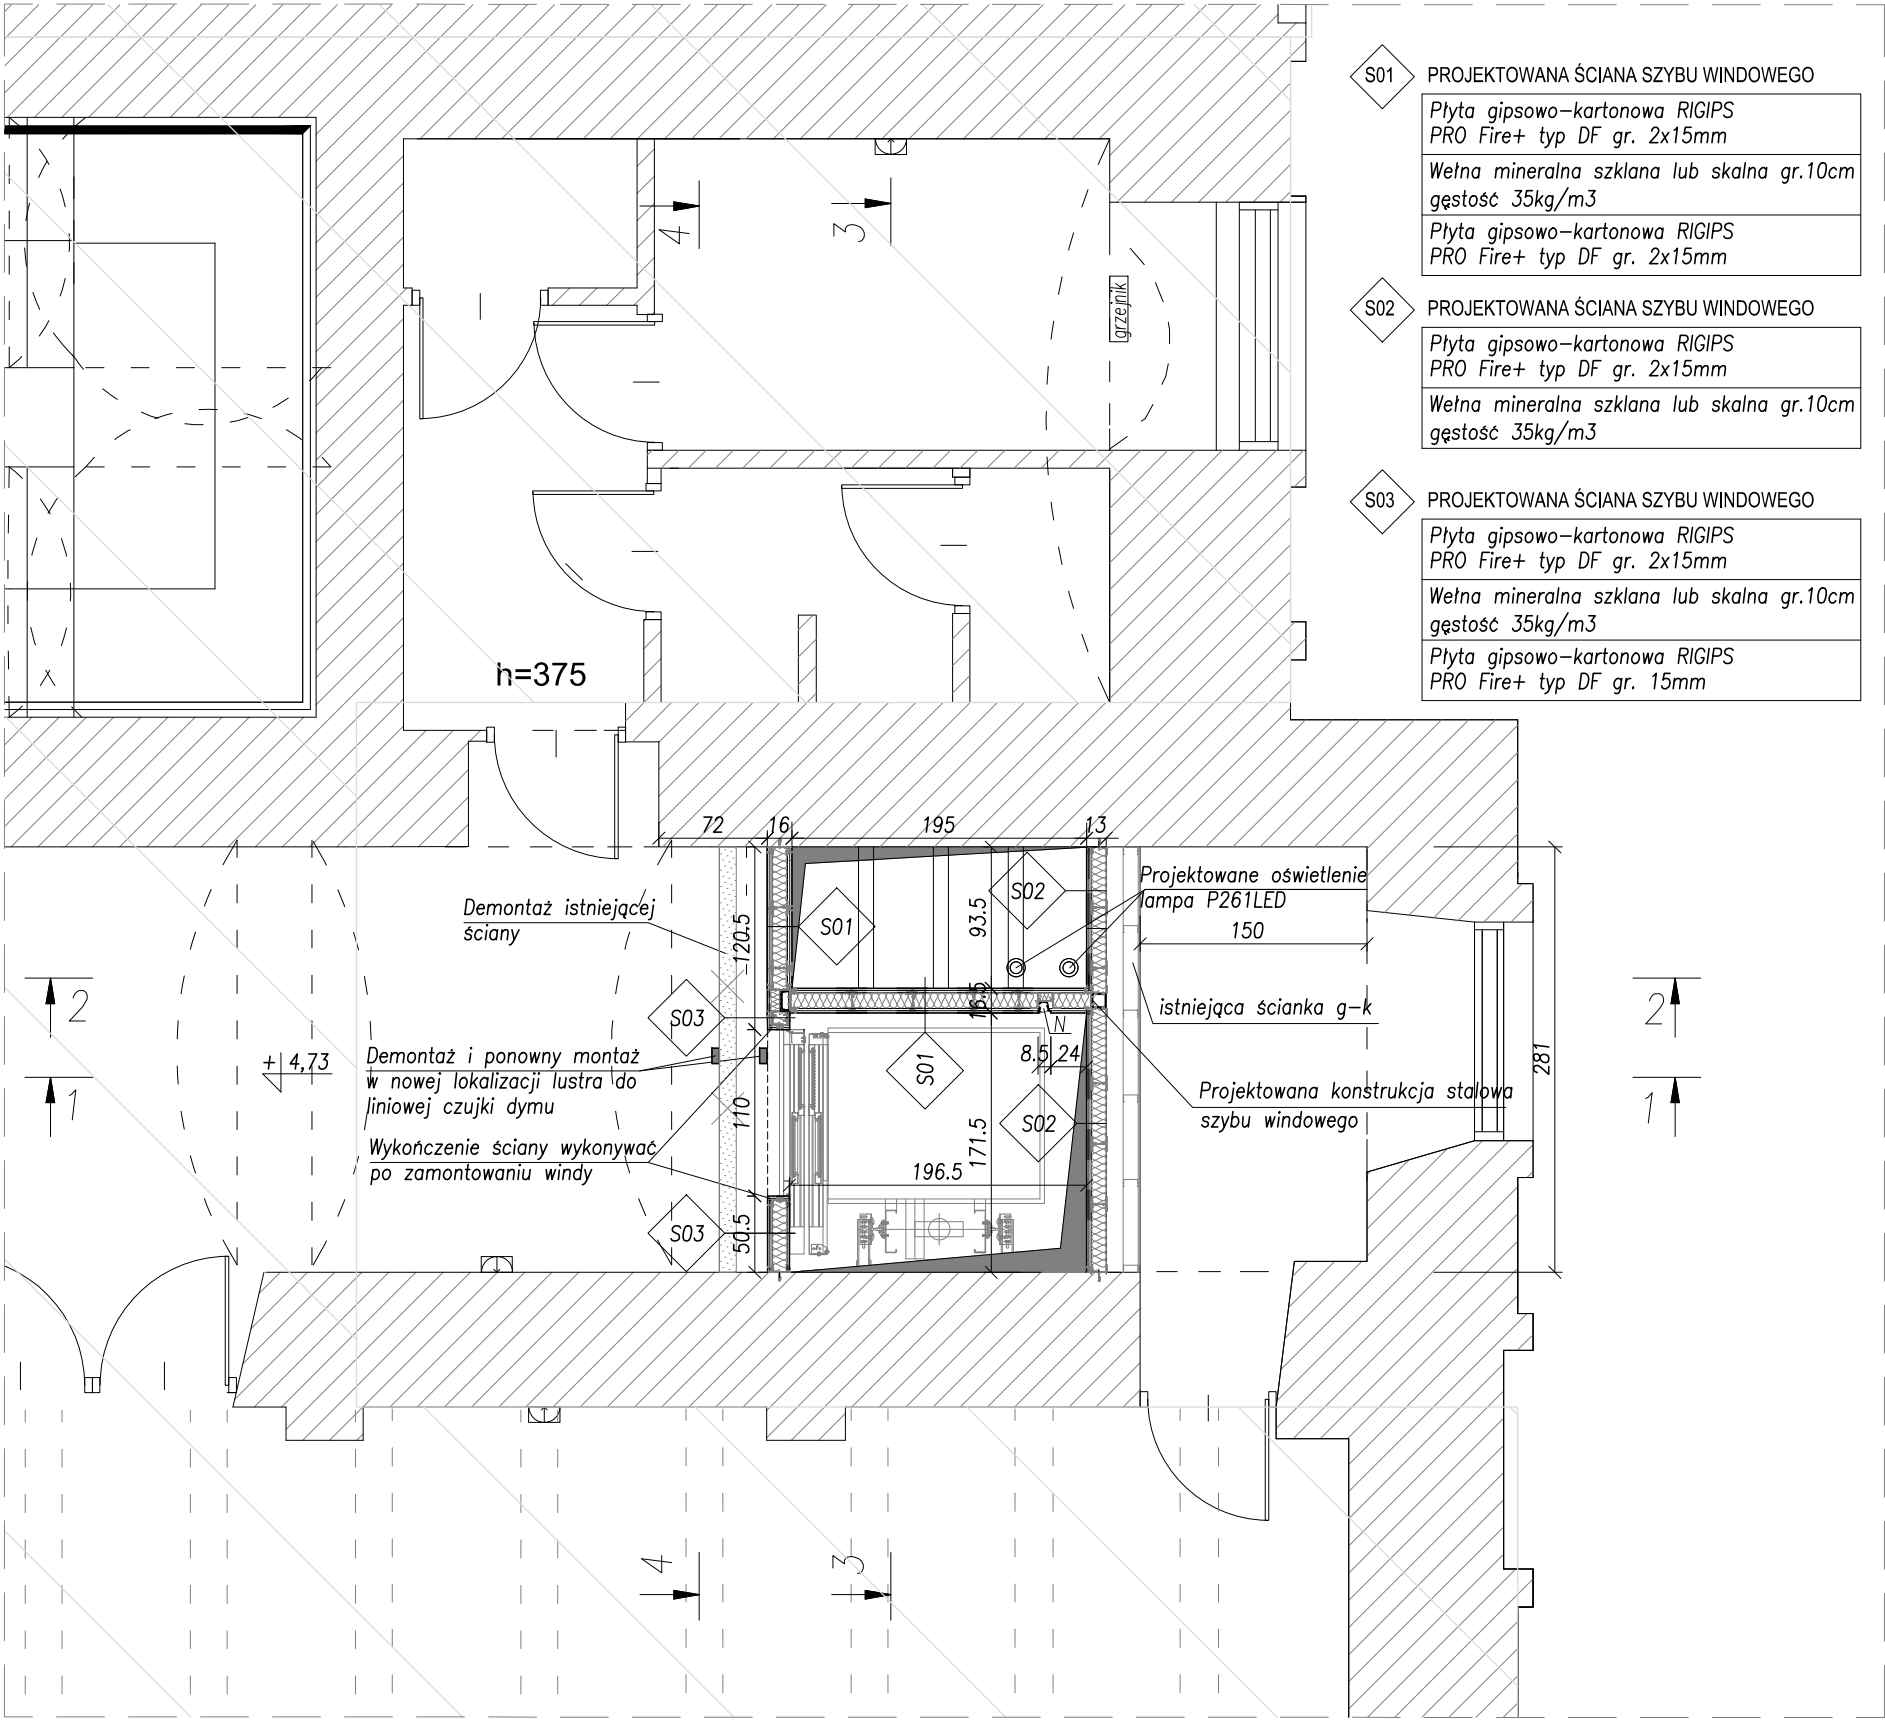 S01 PROJEKTOWANA ŚCIANA SZYBU WINDOWEGO
Płyta gipsowo-kartonowa RIGIPS
PRO Fire+ typ DF gr. 2x15mm
Wełna mineralna szklana lub skalna gr.10cm
gęstość 35kg/m3
Płyta gipsowo-kartonowa RIGIPS
PRO Fire+ typ DF gr. 2x15mm
S02 PROJEKTOWANA ŚCIANA SZYBU WINDOWEGO
Płyta gipsowo-kartonowa RIGIPS
PRO Fire+ typ DF gr. 2x15mm
Wełna mineralna szklana lub skalna gr.10cm
gęstość 35kg/m3
S03 PROJEKTOWANA ŚCIANA SZYBU WINDOWEGO
Płyta gipsowo-kartonowa RIGIPS
PRO Fire+ typ DF gr. 2x15mm
Wełna mineralna szklana lub skalna gr.10cm
gęstość 35kg/m3
Płyta gipsowo-kartonowa RIGIPS
PRO Fire+ typ DF gr. 15mm
4
3
grzejnik
h=375
72
16
195
13
Demontaż istniejącej
ściany
120.5
S01
93.5
S02
Projektowane oświetlenie
lampa P261LED
150
2
S03
16.5
N
istniejąca ścianka g-k
2
+ 4,73
Demontaż i ponowny montaż
w nowej lokalizacji lustra do
liniowej czujki dymu
8.5
24
281
1
110
S01
S02
171.5
Projektowana konstrukcja stalowa
szybu windowego
1
Wykończenie ściany wykonywać
po zamontowaniu windy
196.5
S03
50.5
4
3